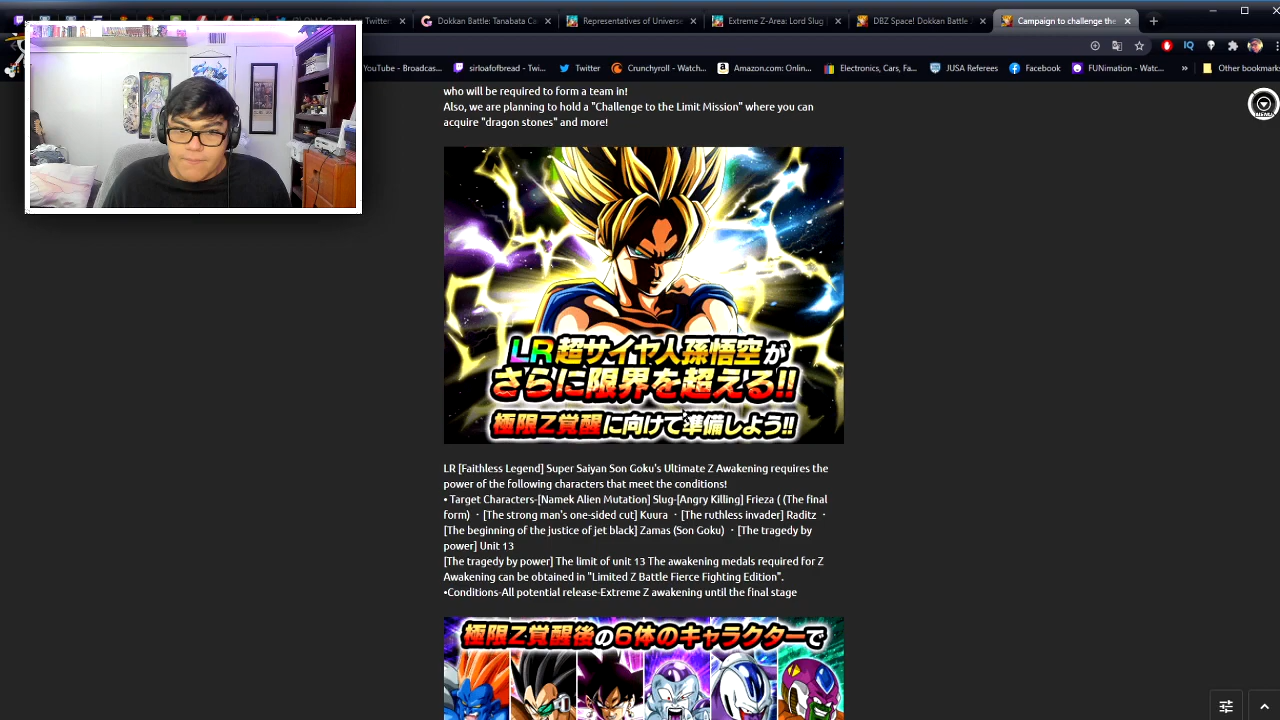 (2) OhMyGoshal on Twitter
Dokkan Battle: Tanabata Ca
Representatives of Universe
Extreme Z-Area: Lord Slug
DBZ Space! Dokkan Battle
Campaign to challenge the
YouTube - Broadcas...
sirloafofbread - Twi...
Twitter
Crunchyroll - Watch...
Amazon.com: Onlin...
Electronics, Cars, Fa...
JUSA Referees
Facebook
FUNimation - Watc...
Other bookmarks
MENU
who will be required to form a team in!
Also, we are planning to hold a "Challenge to the Limit Mission" where you can
acquire "dragon stones" and more!
LR超サイヤ人孫悟空が
さらに限界を超える!!
極限Z覚醒に向けて準備しよう!!
LR [Faithless Legend] Super Saiyan Son Goku's Ultimate Z Awakening requires the
power of the following characters that meet the conditions!
• Target Characters-[Namek Alien Mutation] Slug-[Angry Killing] Frieza ( (The final
form) ・[The strong man's one-sided cut] Kuura ・[The ruthless invader] Raditz ・
[The beginning of the justice of jet black] Zamas (Son Goku) ・[The tragedy by
power] Unit 13
[The tragedy by power] The limit of unit 13 The awakening medals required for Z
Awakening can be obtained in "Limited Z Battle Fierce Fighting Edition".
•Conditions-All potential release-Extreme Z awakening until the final stage
極限Z覚醒後の6体のキャラクターで